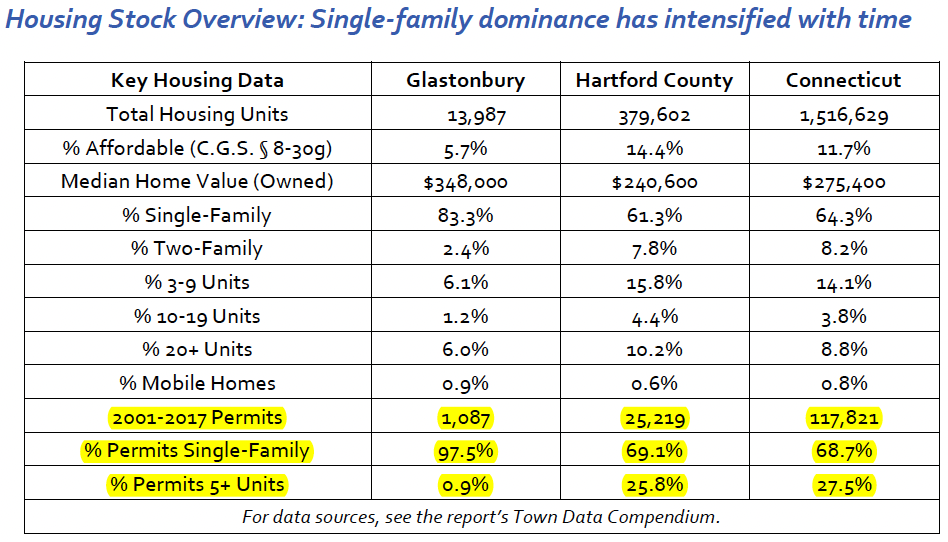 Housing Stock Overview: Single-family dominance has intensified with time
Key Housing Data Glastonbury Hartford County Connecticut
Total Housing Units 13,987 379,602 1,516,629
% Affordable (C.G.S. § 8-30g) 5.7% 14.4% 11.7%
Median Home Value (Owned) $348,000 $240,600 $275,400
% Single-Family 83.3% 61.3% 64.3%
% Two-Family 2.4% 7.8% 8.2%
% 3-9 Units 6.1% 15.8% 14.1%
% 10-19 Units 1.2% 4.4% 3.8%
% 20+ Units 6.0% 10.2% 8.8%
% Mobile Homes 0.9% 0.6% 0.8%
2001-2017 Permits 1,087 25,219 117,821
% Permits Single-Family 97.5% 69.1% 68.7%
% Permits 5+ Units 0.9% 25.8% 27.5%
For data sources, see the report's Town Data Compendium.